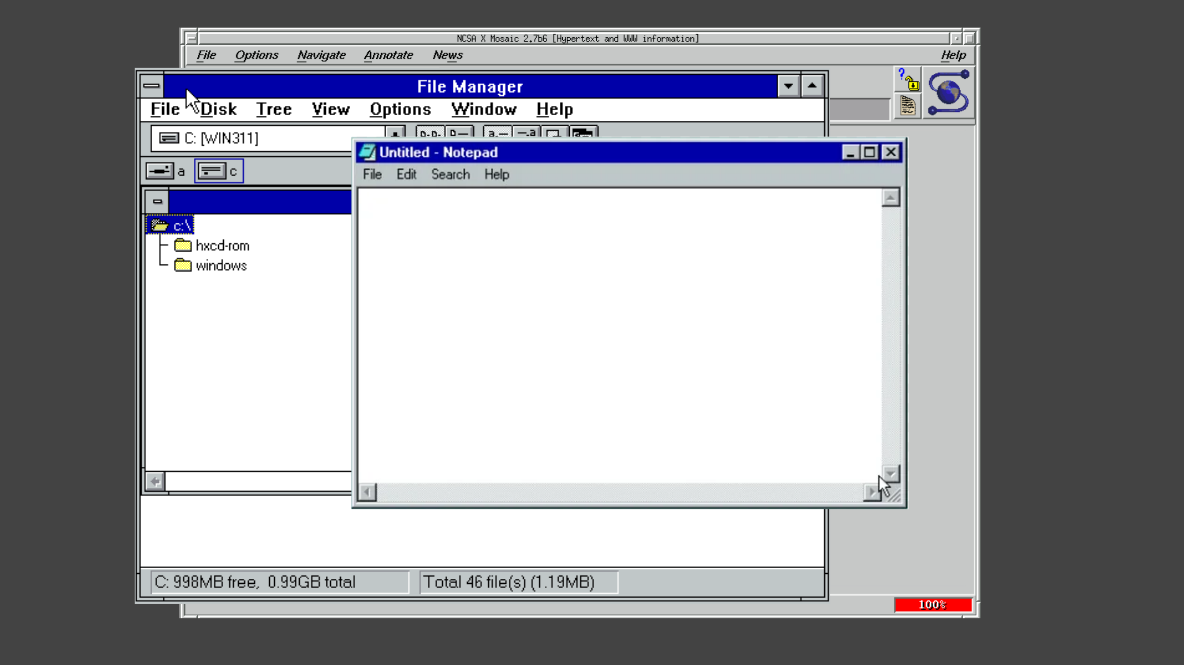 NCSA X Mosaic 2.7b6 [Hypertext and WWW information]
File Options Navigate Annotate News Help
File Manager
File Disk Tree View Options Window Help
C: [WIN311]
a c
Untitled - Notepad
File Edit Search Help
c:\
hxcd-rom
windows
C: 998MB free, 0.99GB total
Total 46 file(s) (1.19MB)
100%